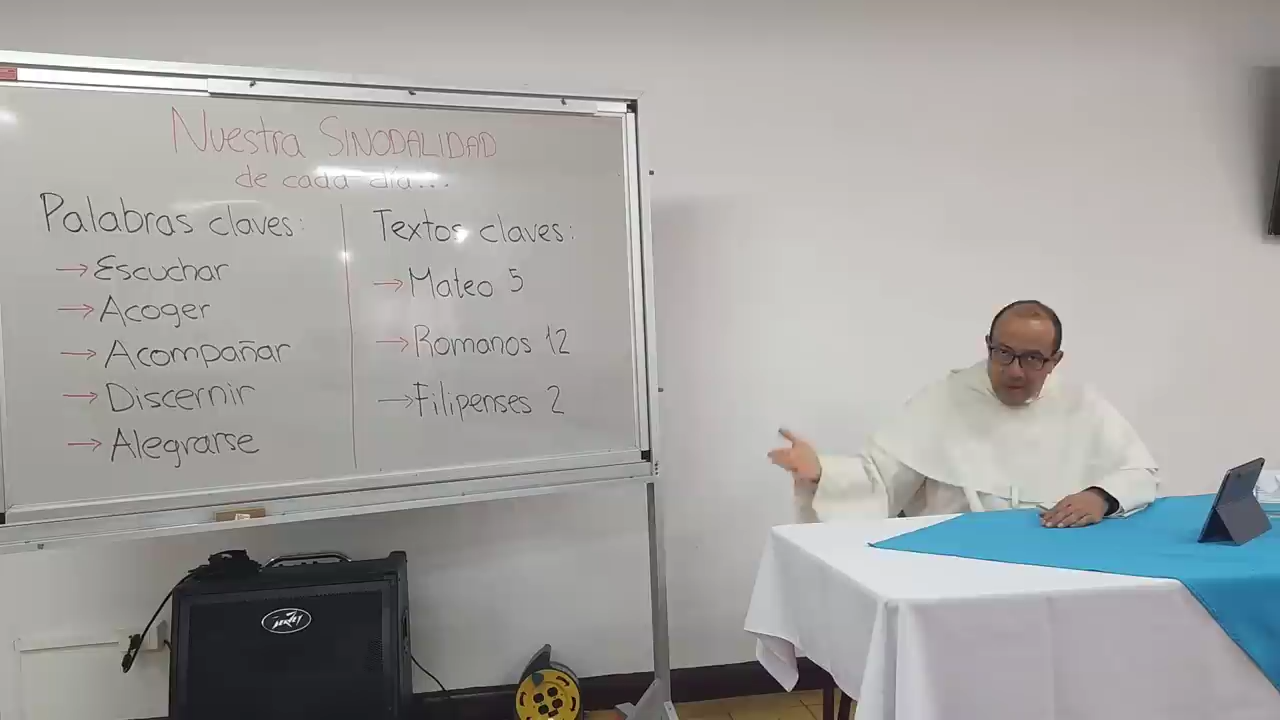 Nuestra SINODALIDAD
de cada día...
Palabras claves:
→Escuchar
→Acoger
→Acompañar
→Discernir
→Alegrarse
Textos claves:
→Mateo 5
→Romanos 12
→Filipenses 2
PEAVEY